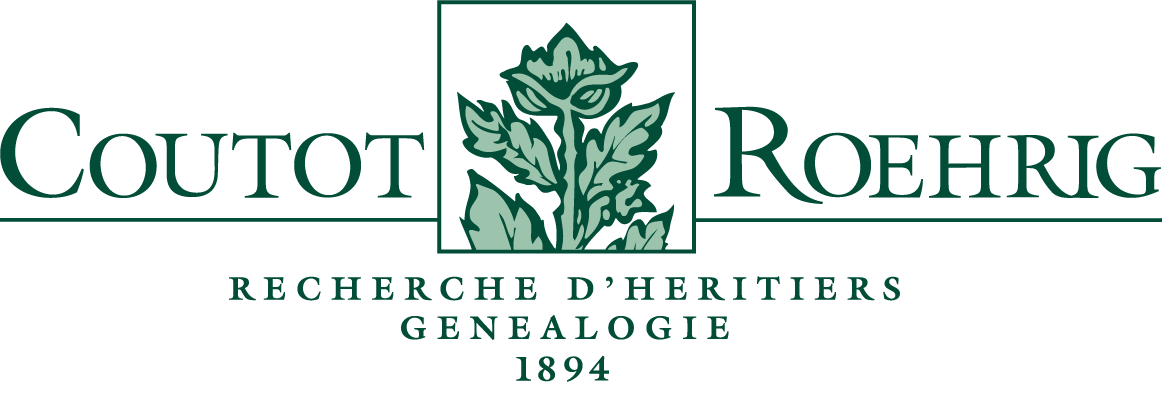 COUTOT ROEHRIG
RECHERCHE D'HERITIERS
GENEALOGIE
1894